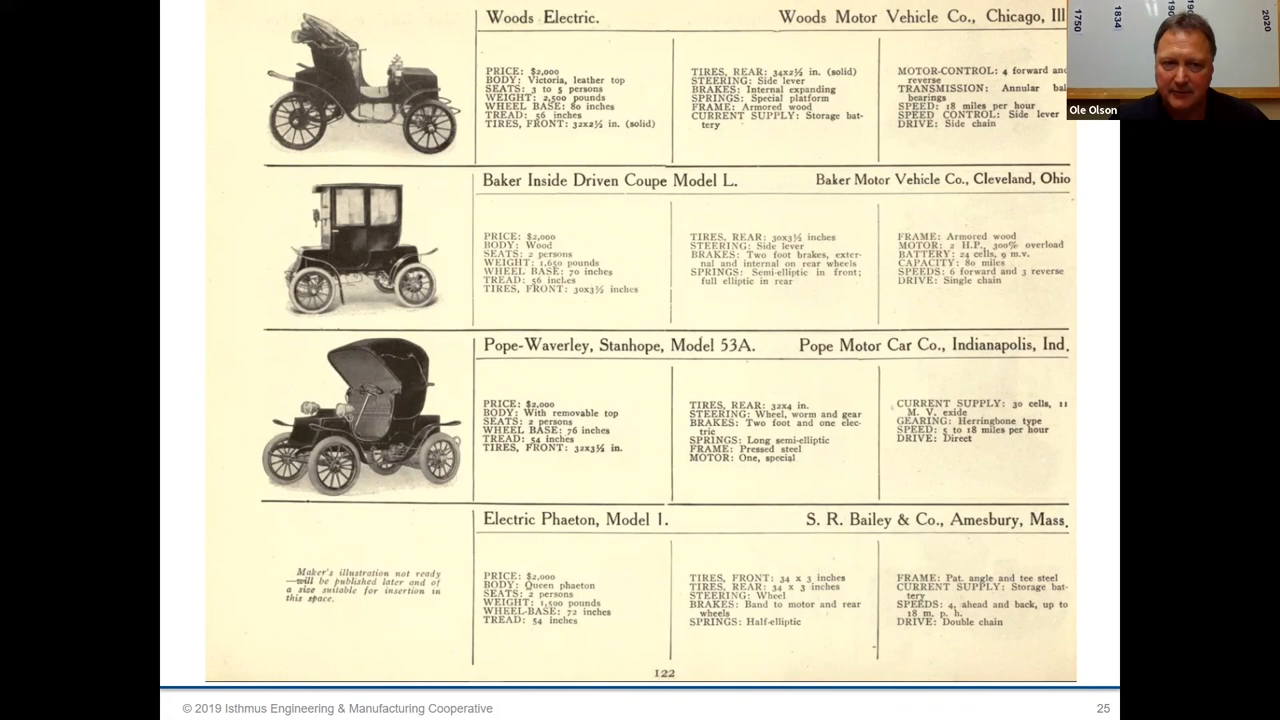 Woods Electric. Woods Motor Vehicle Co., Chicago, Ill
PRICE: $2,000
BODY: Victoria, leather top
SEATS: 3 to 5 persons
WEIGHT: 2,500 pounds
WHEEL BASE: 80 inches
TREAD: 56 inches
TIRES, FRONT: 32x2½ in. (solid)
TIRES, REAR: 34x2½ in. (solid)
STEERING: Side lever
BRAKES: Internal expanding
SPRINGS: Special platform
FRAME: Armored wood
CURRENT SUPPLY: Storage bat-
tery
MOTOR-CONTROL: 4 forward and
reverse
TRANSMISSION: Annular bal
bearings
SPEED: 18 miles per hour
SPEED CONTROL: Side lever
DRIVE: Side chain
1750
1834
190
190
2020
Ole Olson
Baker Inside Driven Coupe Model L. Baker Motor Vehicle Co., Cleveland, Ohio
PRICE: $2,000
BODY: Wood
SEATS: 2 persons
WEIGHT: 1,650 pounds
WHEEL BASE: 70 inches
TREAD: 56 inches
TIRES, FRONT: 30x3½ inches
TIRES, REAR: 30x3½ inches
STEERING: Side lever
BRAKES: Two foot brakes, exter-
nal and internal on rear wheels
SPRINGS: Semi-elliptic in front;
full elliptic in rear
FRAME: Armored wood
MOTOR: 2 H.P., 300% overload
BATTERY: 24 cells, 9 m.v.
CAPACITY: 80 miles
SPEEDS: 6 forward and 3 reverse
DRIVE: Single chain
Pope-Waverley, Stanhope, Model 53A. Pope Motor Car Co., Indianapolis, Ind.
PRICE: $2,000
BODY: With removable top
SEATS: 2 persons
WHEEL BASE: 76 inches
TREAD: 54 inches
TIRES, FRONT: 32x3½ in.
TIRES, REAR: 32x4 in.
STEERING: Wheel, worm and gear
BRAKES: Two foot and one elec-
tric
SPRINGS: Long semi-elliptic
FRAME: Pressed steel
MOTOR: One, special
CURRENT SUPPLY: 30 cells, 11
M. V. exide
GEARING: Herringbone type
SPEED: 5 to 18 miles per hour
DRIVE: Direct
Electric Phaeton, Model 1. S. R. Bailey & Co., Amesbury, Mass.
Maker's illustration not ready
—will be published later and of
a size suitable for insertion in
this space.
PRICE: $2,000
BODY: Queen phaeton
SEATS: 2 persons
WEIGHT: 1,500 pounds
WHEEL-BASE: 72 inches
TREAD: 54 inches
TIRES, FRONT: 34 x 3 inches
TIRES, REAR: 34 x 3 inches
STEERING: Wheel
BRAKES: Band to motor and rear
wheels
SPRINGS: Half-elliptic
FRAME: Pat. angle and tee steel
CURRENT SUPPLY: Storage bat-
tery
SPEEDS: 4, ahead and back, up to
18 m. p. h.
DRIVE: Double chain
122
© 2019 Isthmus Engineering & Manufacturing Cooperative
25